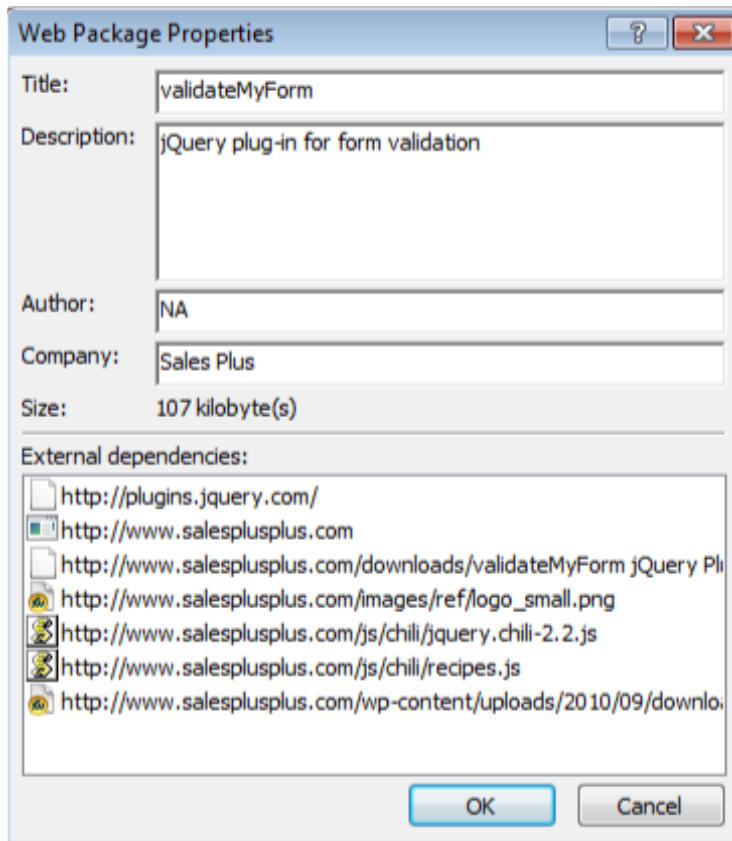 Web Package Properties
Title: validateMyForm
Description: jQuery plug-in for form validation
Author: NA
Company: Sales Plus
Size: 107 kilobyte(s)
External dependencies:
http://plugins.jquery.com/
http://www.salesplusplus.com
http://www.salesplusplus.com/downloads/validateMyForm jQuery Plu
http://www.salesplusplus.com/images/ref/logo_small.png
http://www.salesplusplus.com/js/chili/jquery.chili-2.2.js
http://www.salesplusplus.com/js/chili/recipes.js
http://www.salesplusplus.com/wp-content/uploads/2010/09/downloa
OK Cancel